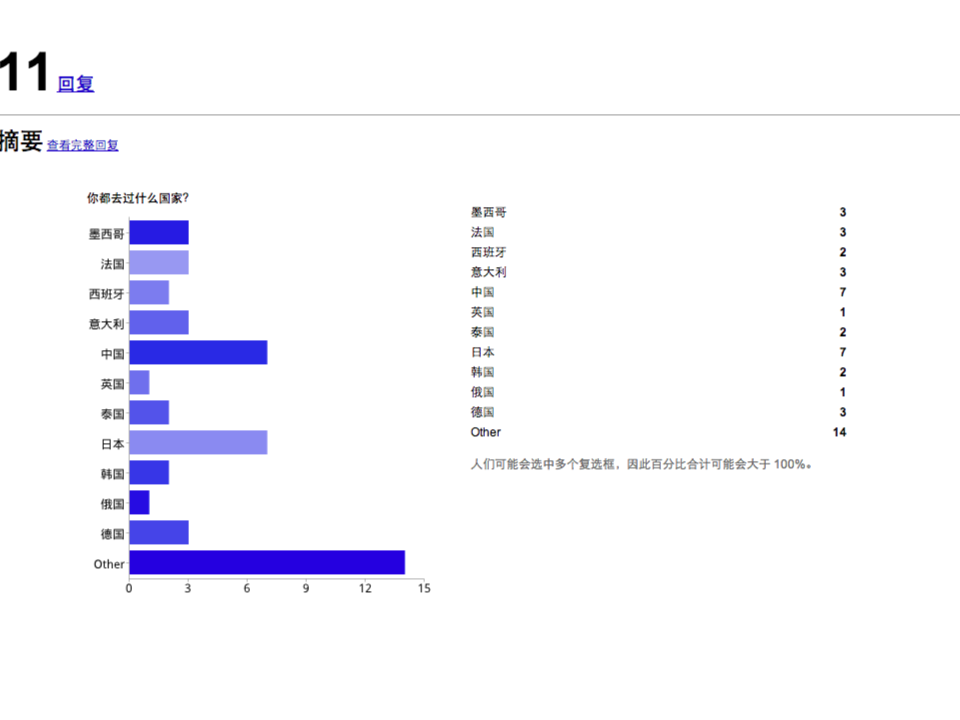 11 回复
摘要 查看完整回复
你都去过什么国家?
墨西哥
法国
西班牙
意大利
中国
英国
泰国
日本
韩国
俄国
德国
Other
0 3 6 9 12 15
墨西哥 3
法国 3
西班牙 2
意大利 3
中国 7
英国 1
泰国 2
日本 7
韩国 2
俄国 1
德国 3
Other 14
人们可能会选中多个复选框，因此百分比合计可能会大于 100%。